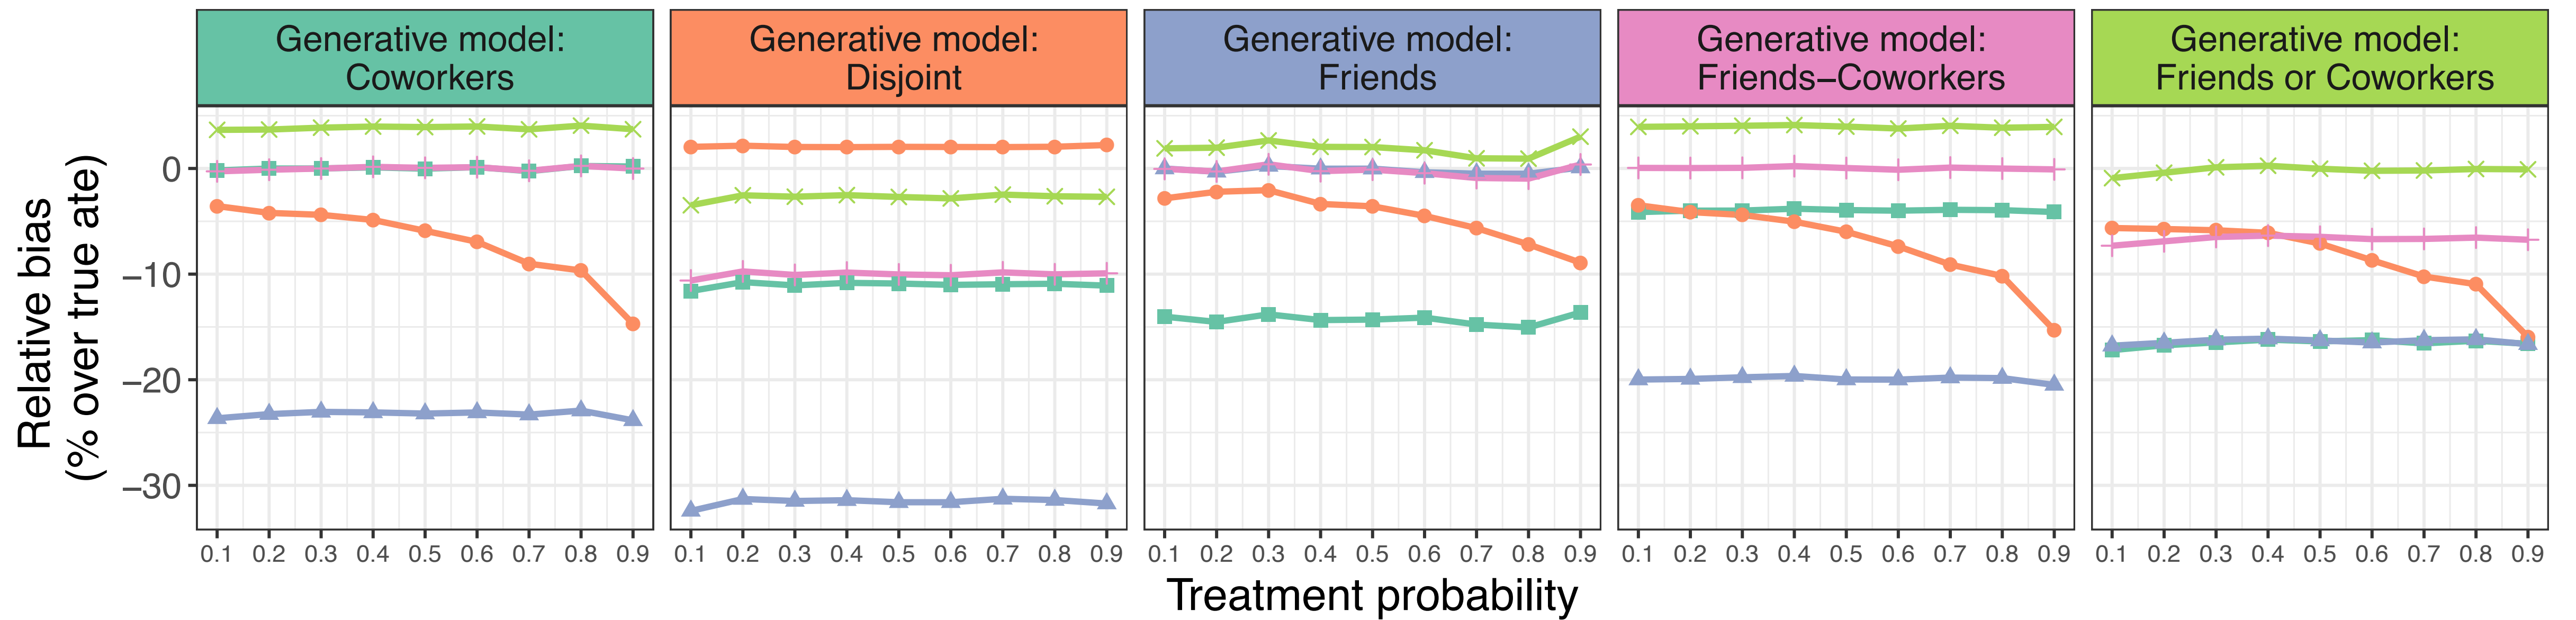 Generative model:
Coworkers
Generative model:
Disjoint
Generative model:
Friends
Generative model:
Friends−Coworkers
Generative model:
Friends or Coworkers
Relative bias
(% over true ate)
0
−10
−20
−30
0.1 0.2 0.3 0.4 0.5 0.6 0.7 0.8 0.9
0.1 0.2 0.3 0.4 0.5 0.6 0.7 0.8 0.9
0.1 0.2 0.3 0.4 0.5 0.6 0.7 0.8 0.9
0.1 0.2 0.3 0.4 0.5 0.6 0.7 0.8 0.9
0.1 0.2 0.3 0.4 0.5 0.6 0.7 0.8 0.9
Treatment probability